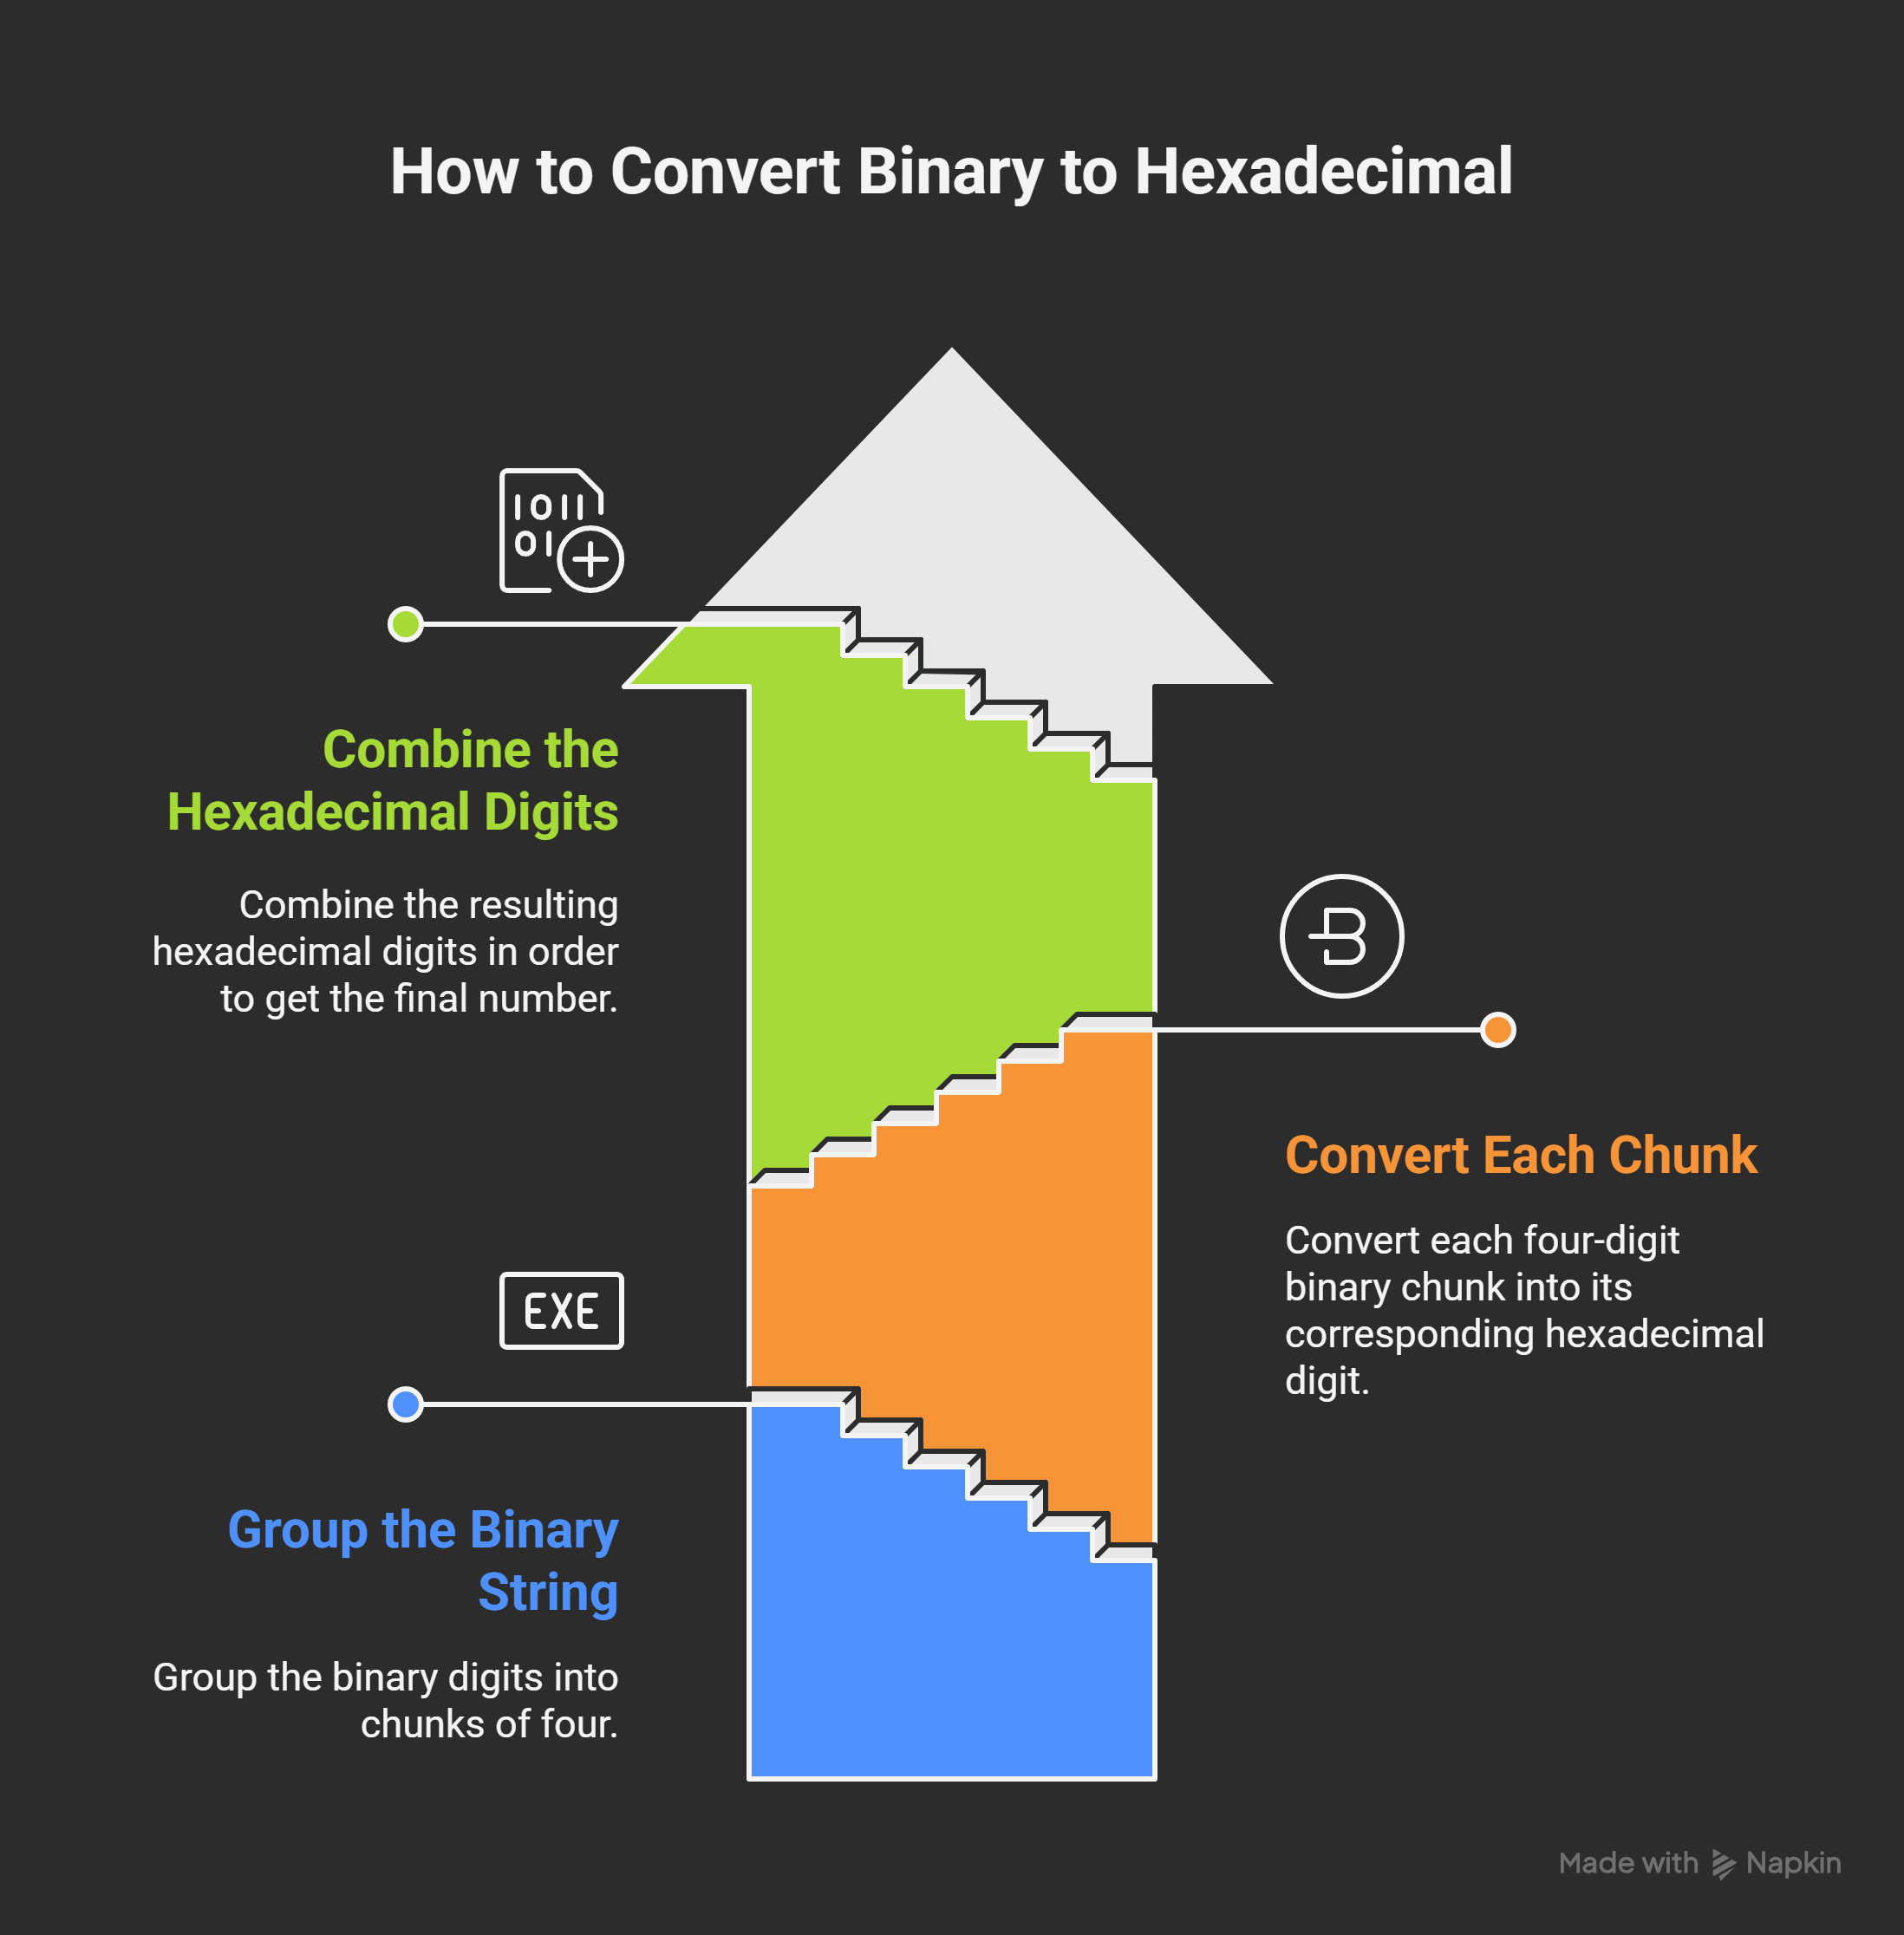 How to Convert Binary to Hexadecimal
1011
01
Combine the
Hexadecimal Digits
Combine the resulting
hexadecimal digits in order
to get the final number.
B
Convert Each Chunk
Convert each four-digit
binary chunk into its
corresponding hexadecimal
digit.
EXE
Group the Binary
String
Group the binary digits into
chunks of four.
Made with Napkin